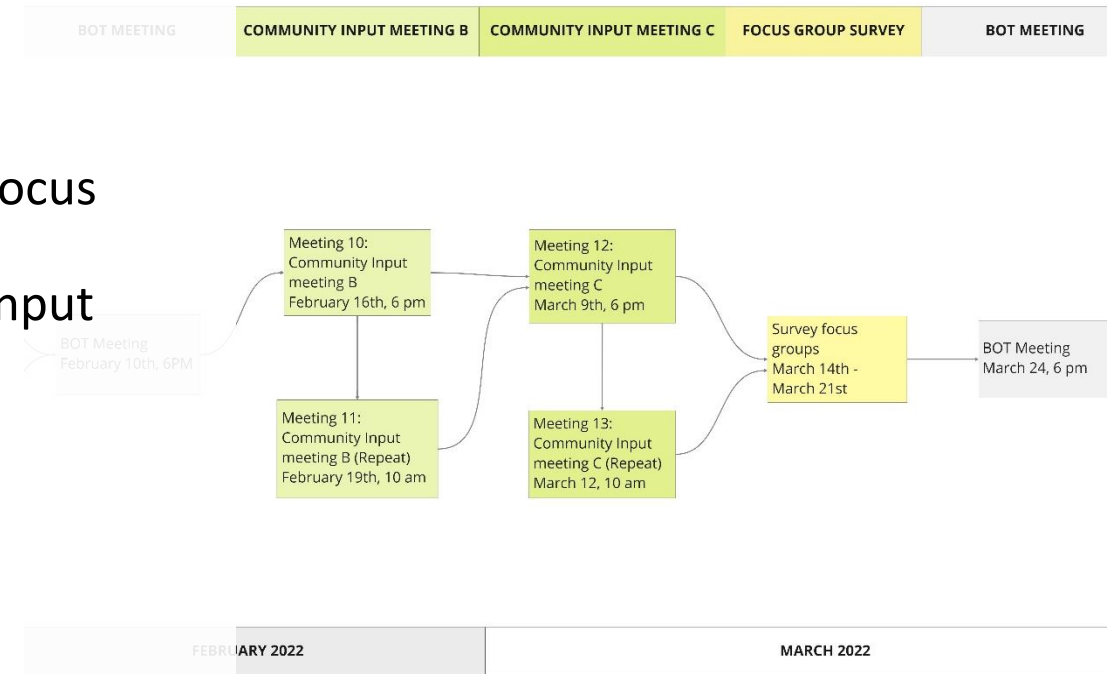 BOT MEETING
COMMUNITY INPUT MEETING B
COMMUNITY INPUT MEETING C
FOCUS GROUP SURVEY
BOT MEETING
ocus
nput
BOT Meeting
February 10th, 6PM
Meeting 10:
Community Input
meeting B
February 16th, 6 pm
Meeting 11:
Community Input
meeting B (Repeat)
February 19th, 10 am
Meeting 12:
Community Input
meeting C
March 9th, 6 pm
Meeting 13:
Community Input
meeting C (Repeat)
March 12, 10 am
Survey focus
groups
March 14th -
March 21st
BOT Meeting
March 24, 6 pm
FEBRUARY 2022
MARCH 2022